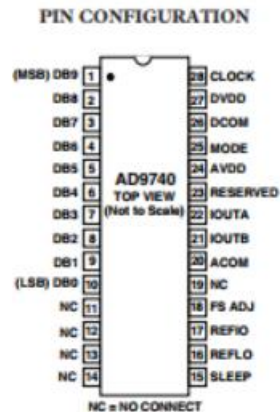 PIN CONFIGURATION
(MSB) DB9 1 28 CLOCK
DB8 2 27 DVDD
DB7 3 26 DCOM
DB6 4 25 MODE
DB5 5 24 AVDD
DB4 6 23 RESERVED
DB3 7 22 IOUTA
DB2 8 21 IOUTB
DB1 9 20 ACOM
(LSB) DB0 10 19 NC
NC 11 18 FS ADJ
NC 12 17 REFIO
NC 13 16 REFLO
NC 14 15 SLEEP
AD9740
TOP VIEW
(Not to Scale)
NC = NO CONNECT